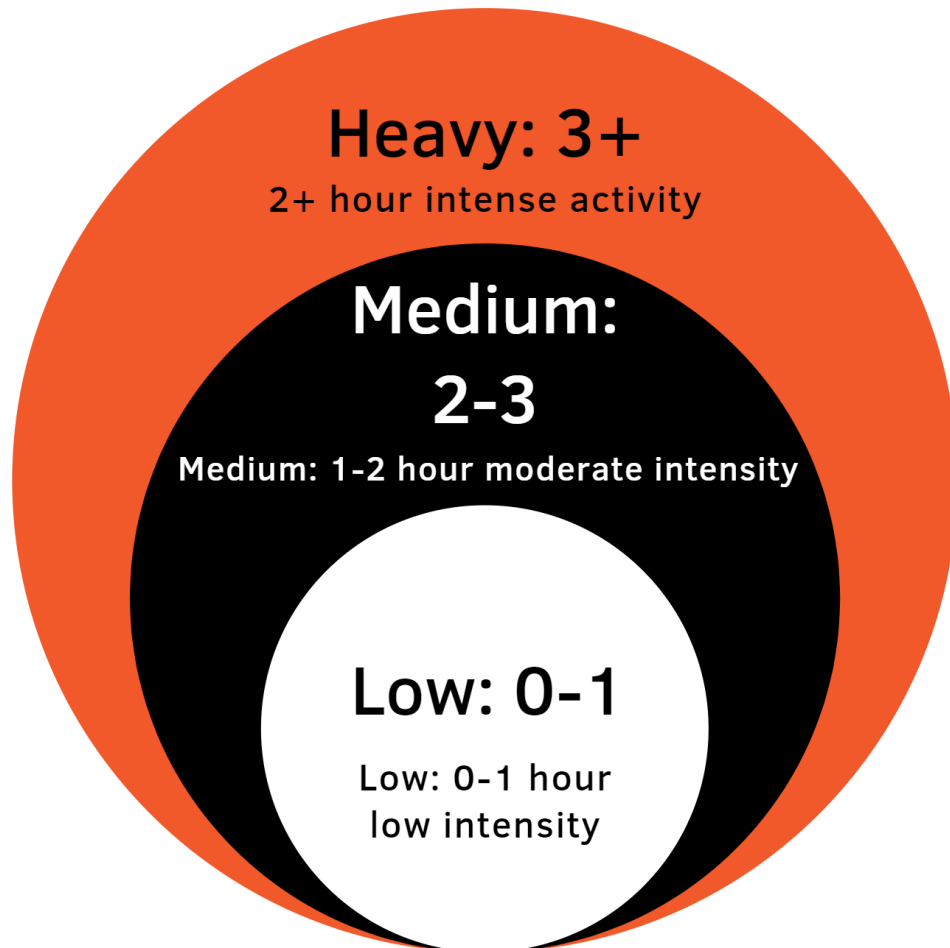 Heavy: 3+
2+ hour intense activity
Medium:
2-3
Medium: 1-2 hour moderate intensity
Low: 0-1
Low: 0-1 hour
low intensity